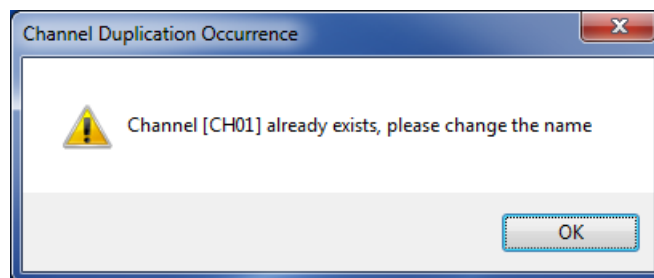 Channel Duplication Occurrence
Channel [CH01] already exists, please change the name
OK